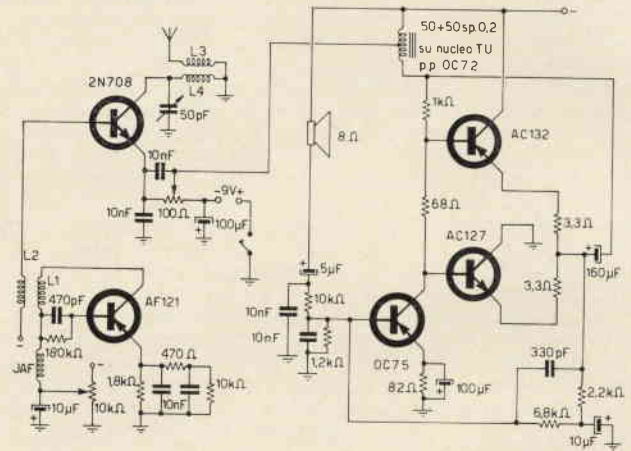 L3
L4
2N708
50pF
10nF
10nF
100Ω
-9V+
100µF
L2
L1
470pF
AF121
180kΩ
JAF
10µF
10kΩ
1,8kΩ
470Ω
10nF
10kΩ
50+50 sp. 0,2
su nucleo TU
p.p OC72
8Ω
1kΩ
AC132
68Ω
AC127
3,3Ω
3,3Ω
160µF
5µF
10nF
10kΩ
10nF
1,2kΩ
OC75
82Ω
100µF
330pF
2,2kΩ
6,8kΩ
10µF